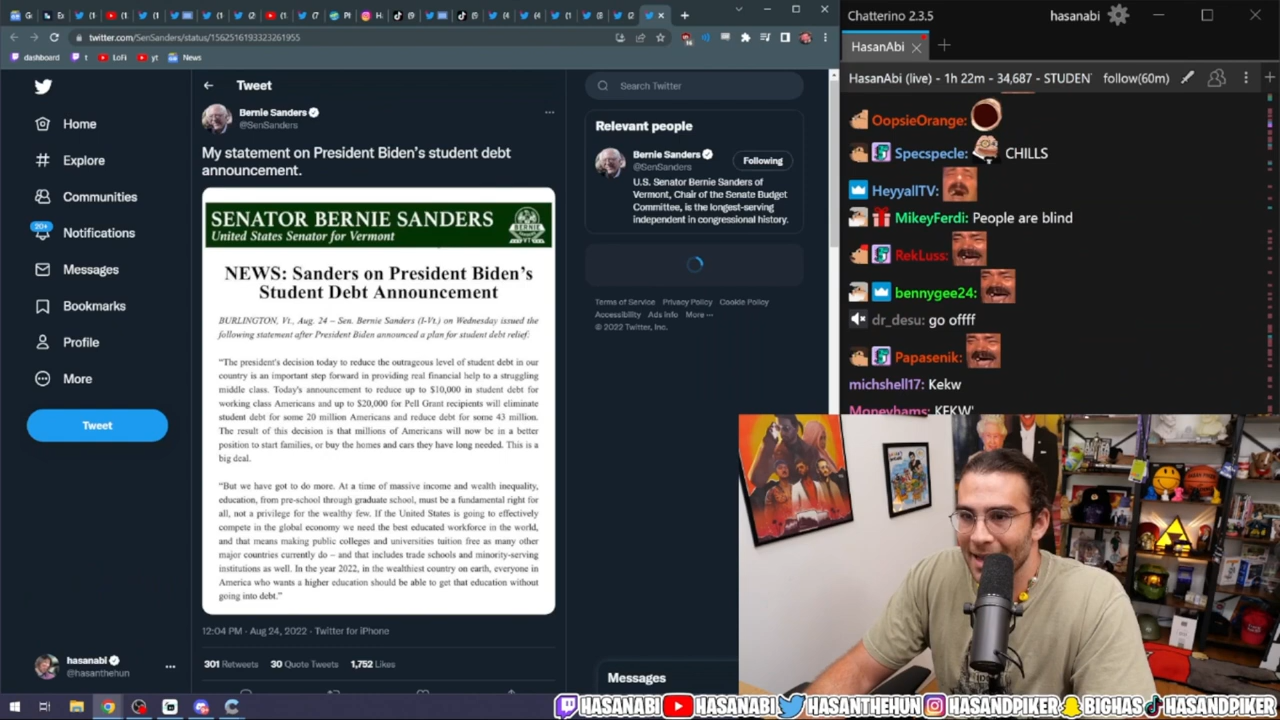 twitter.com/SenSanders/status/1562516193323261955
dashboard
t
LoFi
yt
News
Home
Explore
Communities
20+
Notifications
Messages
Bookmarks
Profile
More
Tweet
hasanabi
@hasanthehun
Tweet
Bernie Sanders
@SenSanders
My statement on President Biden's student debt
announcement.
SENATOR BERNIE SANDERS
United States Senator for Vermont
NEWS: Sanders on President Biden's
Student Debt Announcement
BURLINGTON, Vt., Aug. 24 – Sen. Bernie Sanders (I-Vt.) on Wednesday issued the
following statement after President Biden announced a plan for student debt relief:
"The president's decision today to reduce the outrageous level of student debt in our
country is an important step forward in providing real financial help to a struggling
middle class. Today's announcement to reduce up to $10,000 in student debt for
working class Americans and up to $20,000 for Pell Grant recipients will eliminate
student debt for some 20 million Americans and reduce debt for some 43 million.
The result of this decision is that millions of Americans will now be in a better
position to start families, or buy the homes and cars they have long needed. This is a
big deal.
"But we have got to do more. At a time of massive income and wealth inequality,
education, from pre-school through graduate school, must be a fundamental right for
all, not a privilege for the wealthy few. If the United States is going to effectively
compete in the global economy we need the best educated workforce in the world,
and that means making public colleges and universities tuition free as many other
major countries currently do – and that includes trade schools and minority-serving
institutions as well. In the year 2022, in the wealthiest country on earth, everyone in
America who wants a higher education should be able to get that education without
going into debt."
12:04 PM · Aug 24, 2022 · Twitter for iPhone
301 Retweets 30 Quote Tweets 1,752 Likes
Search Twitter
Relevant people
Bernie Sanders
@SenSanders
Following
U.S. Senator Bernie Sanders of
Vermont, Chair of the Senate Budget
Committee, is the longest-serving
independent in congressional history.
Terms of Service Privacy Policy Cookie Policy
Accessibility Ads Info More ···
© 2022 Twitter, Inc.
Messages
Chatterino 2.3.5
hasanabi
HasanAbi
HasanAbi (live) - 1h 22m - 34,687 - STUDEN
follow(60m)
OopsieOrange:
Specspecle: CHILLS
HeyyallTV:
MikeyFerdi: People are blind
RekLuss:
bennygee24:
dr_desu: go offff
Papasenik:
michshell17: Kekw
Moneyhams: KEKW
HASANABI HASANABI HASANTHEHUN HASANDPIKER BIGHAS HASANDPIKER